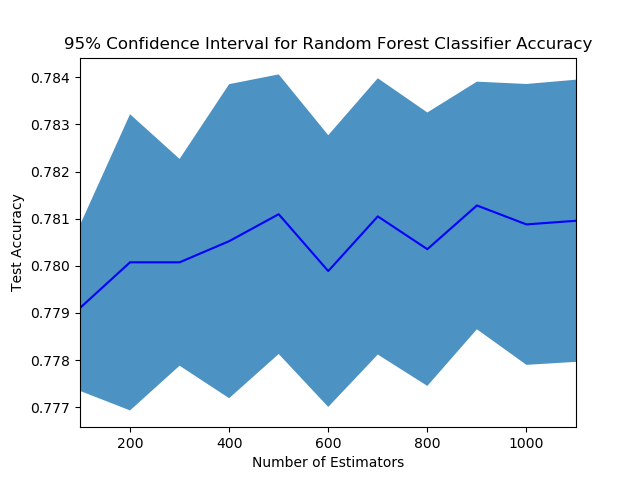 95% Confidence Interval for Random Forest Classifier Accuracy
0.784
0.783
0.782
0.781
0.780
0.779
0.778
0.777
Test Accuracy
200 400 600 800 1000
Number of Estimators